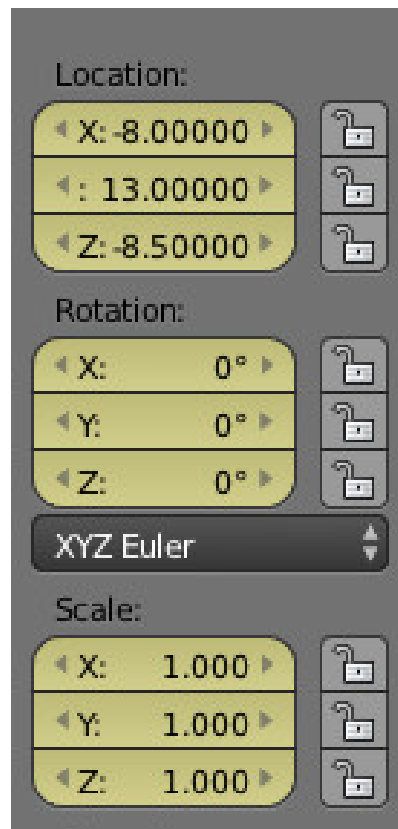 Location:
X: -8.00000
: 13.00000
Z: -8.50000
Rotation:
X: 0°
Y: 0°
Z: 0°
XYZ Euler
Scale:
X: 1.000
Y: 1.000
Z: 1.000